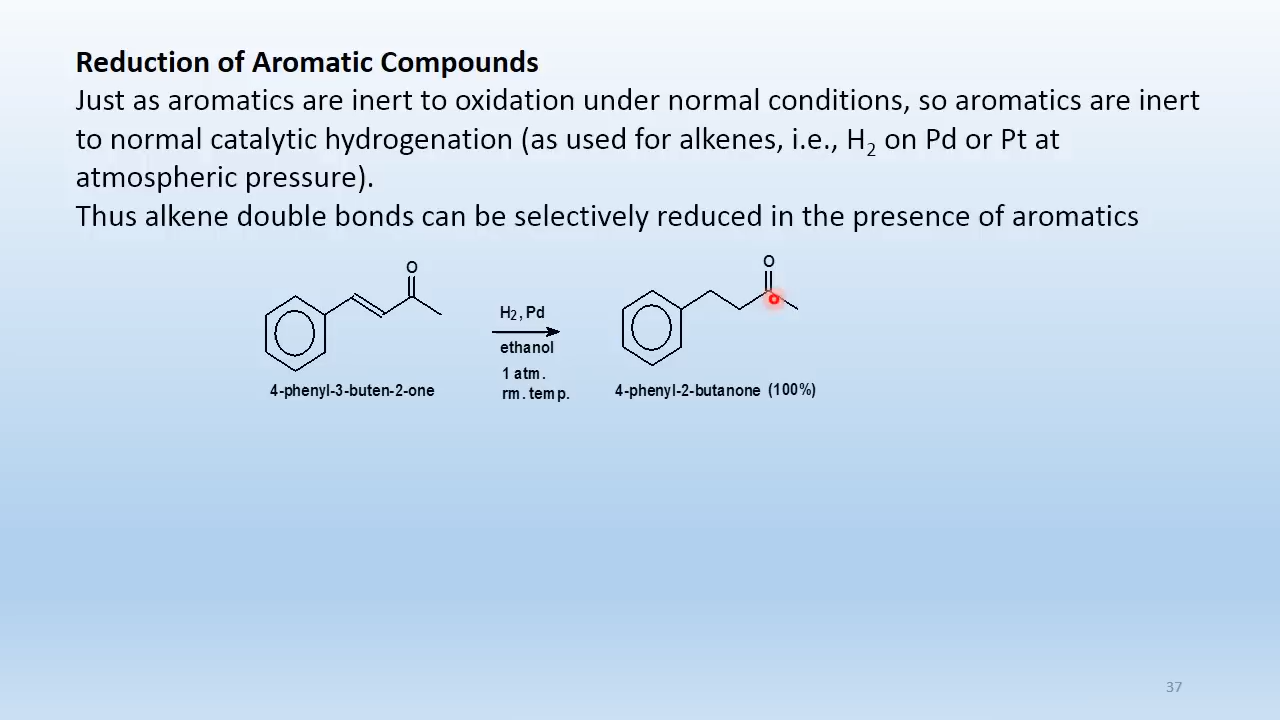 Reduction of Aromatic Compounds
Just as aromatics are inert to oxidation under normal conditions, so aromatics are inert
to normal catalytic hydrogenation (as used for alkenes, i.e., H₂ on Pd or Pt at
atmospheric pressure).
Thus alkene double bonds can be selectively reduced in the presence of aromatics
O
O
H₂, Pd
ethanol
1 atm.
rm. temp.
4-phenyl-3-buten-2-one
4-phenyl-2-butanone (100%)
37